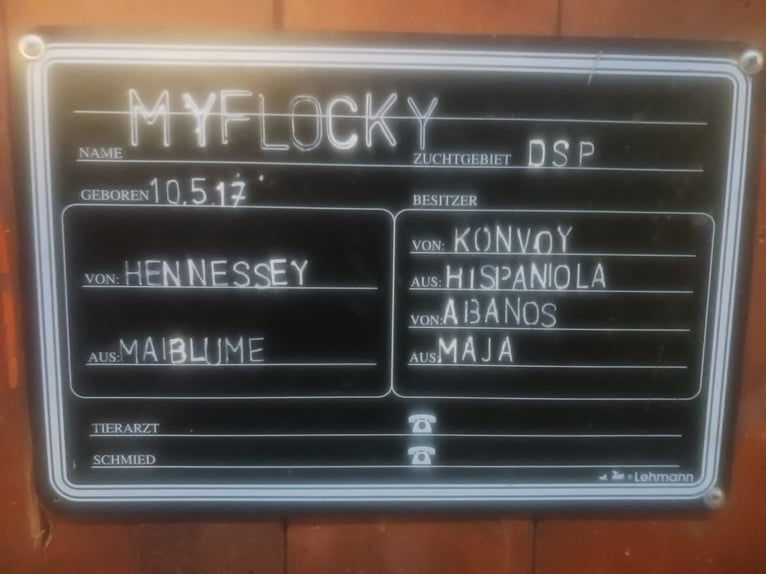 MYFLOCKY
NAME ZUCHTGEBIET DSP
GEBOREN 10.5.17 BESITZER
VON: HENNESSEY
AUS: MAIBLUME
VON: KONVOY
AUS: HISPANIOLA
VON: ABANOS
AUS: MAJA
TIERARZT
SCHMIED
Lehmann